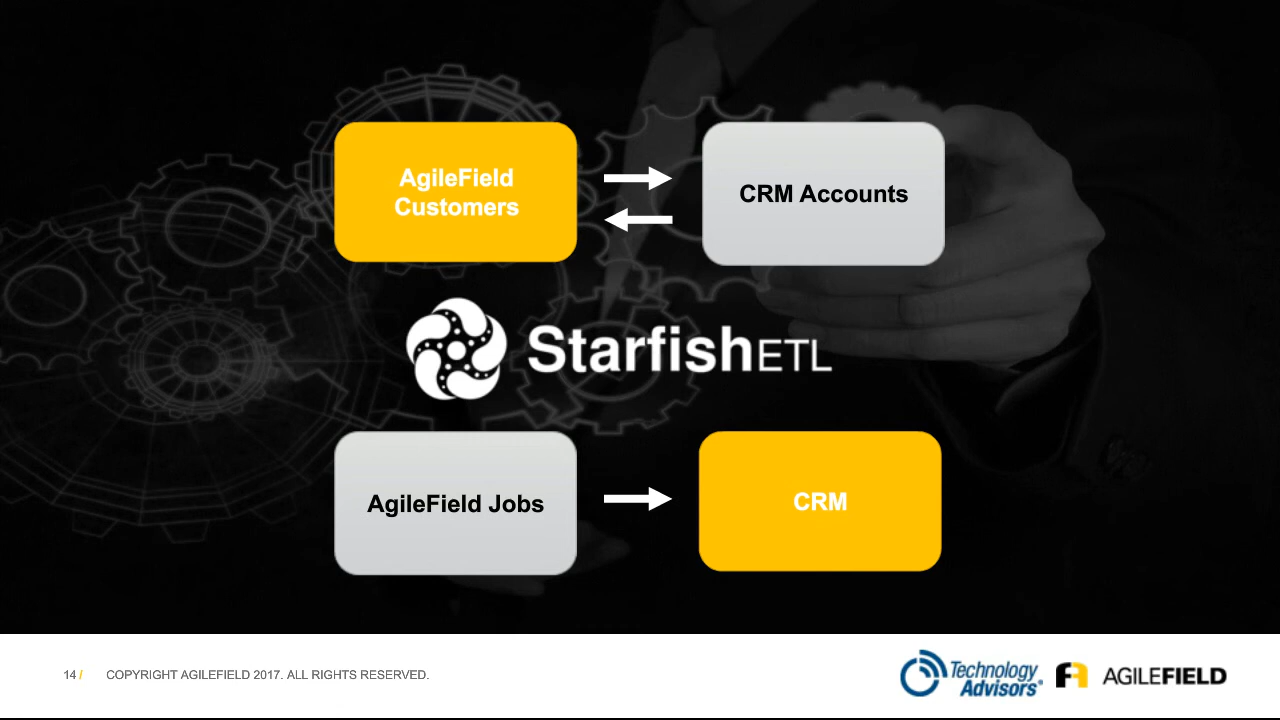 AgileField
Customers
CRM Accounts
StarfishETL
AgileField Jobs
CRM
14 / COPYRIGHT AGILEFIELD 2017. ALL RIGHTS RESERVED.
Technology
Advisors®
AGILEFIELD